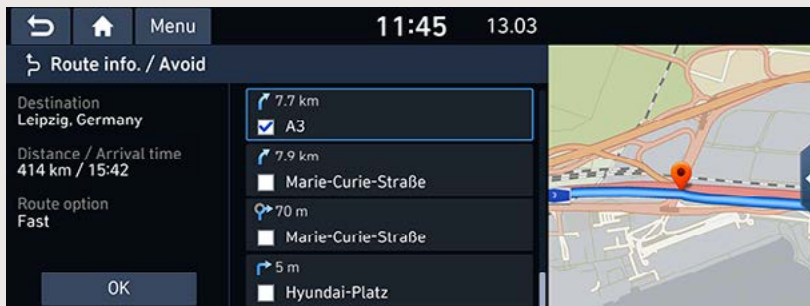 Menu
11:45
13.03
Route info. / Avoid
Destination
Leipzig, Germany
Distance / Arrival time
414 km / 15:42
Route option
Fast
OK
7.7 km
A3
7.9 km
Marie-Curie-Straße
70 m
Marie-Curie-Straße
5 m
Hyundai-Platz